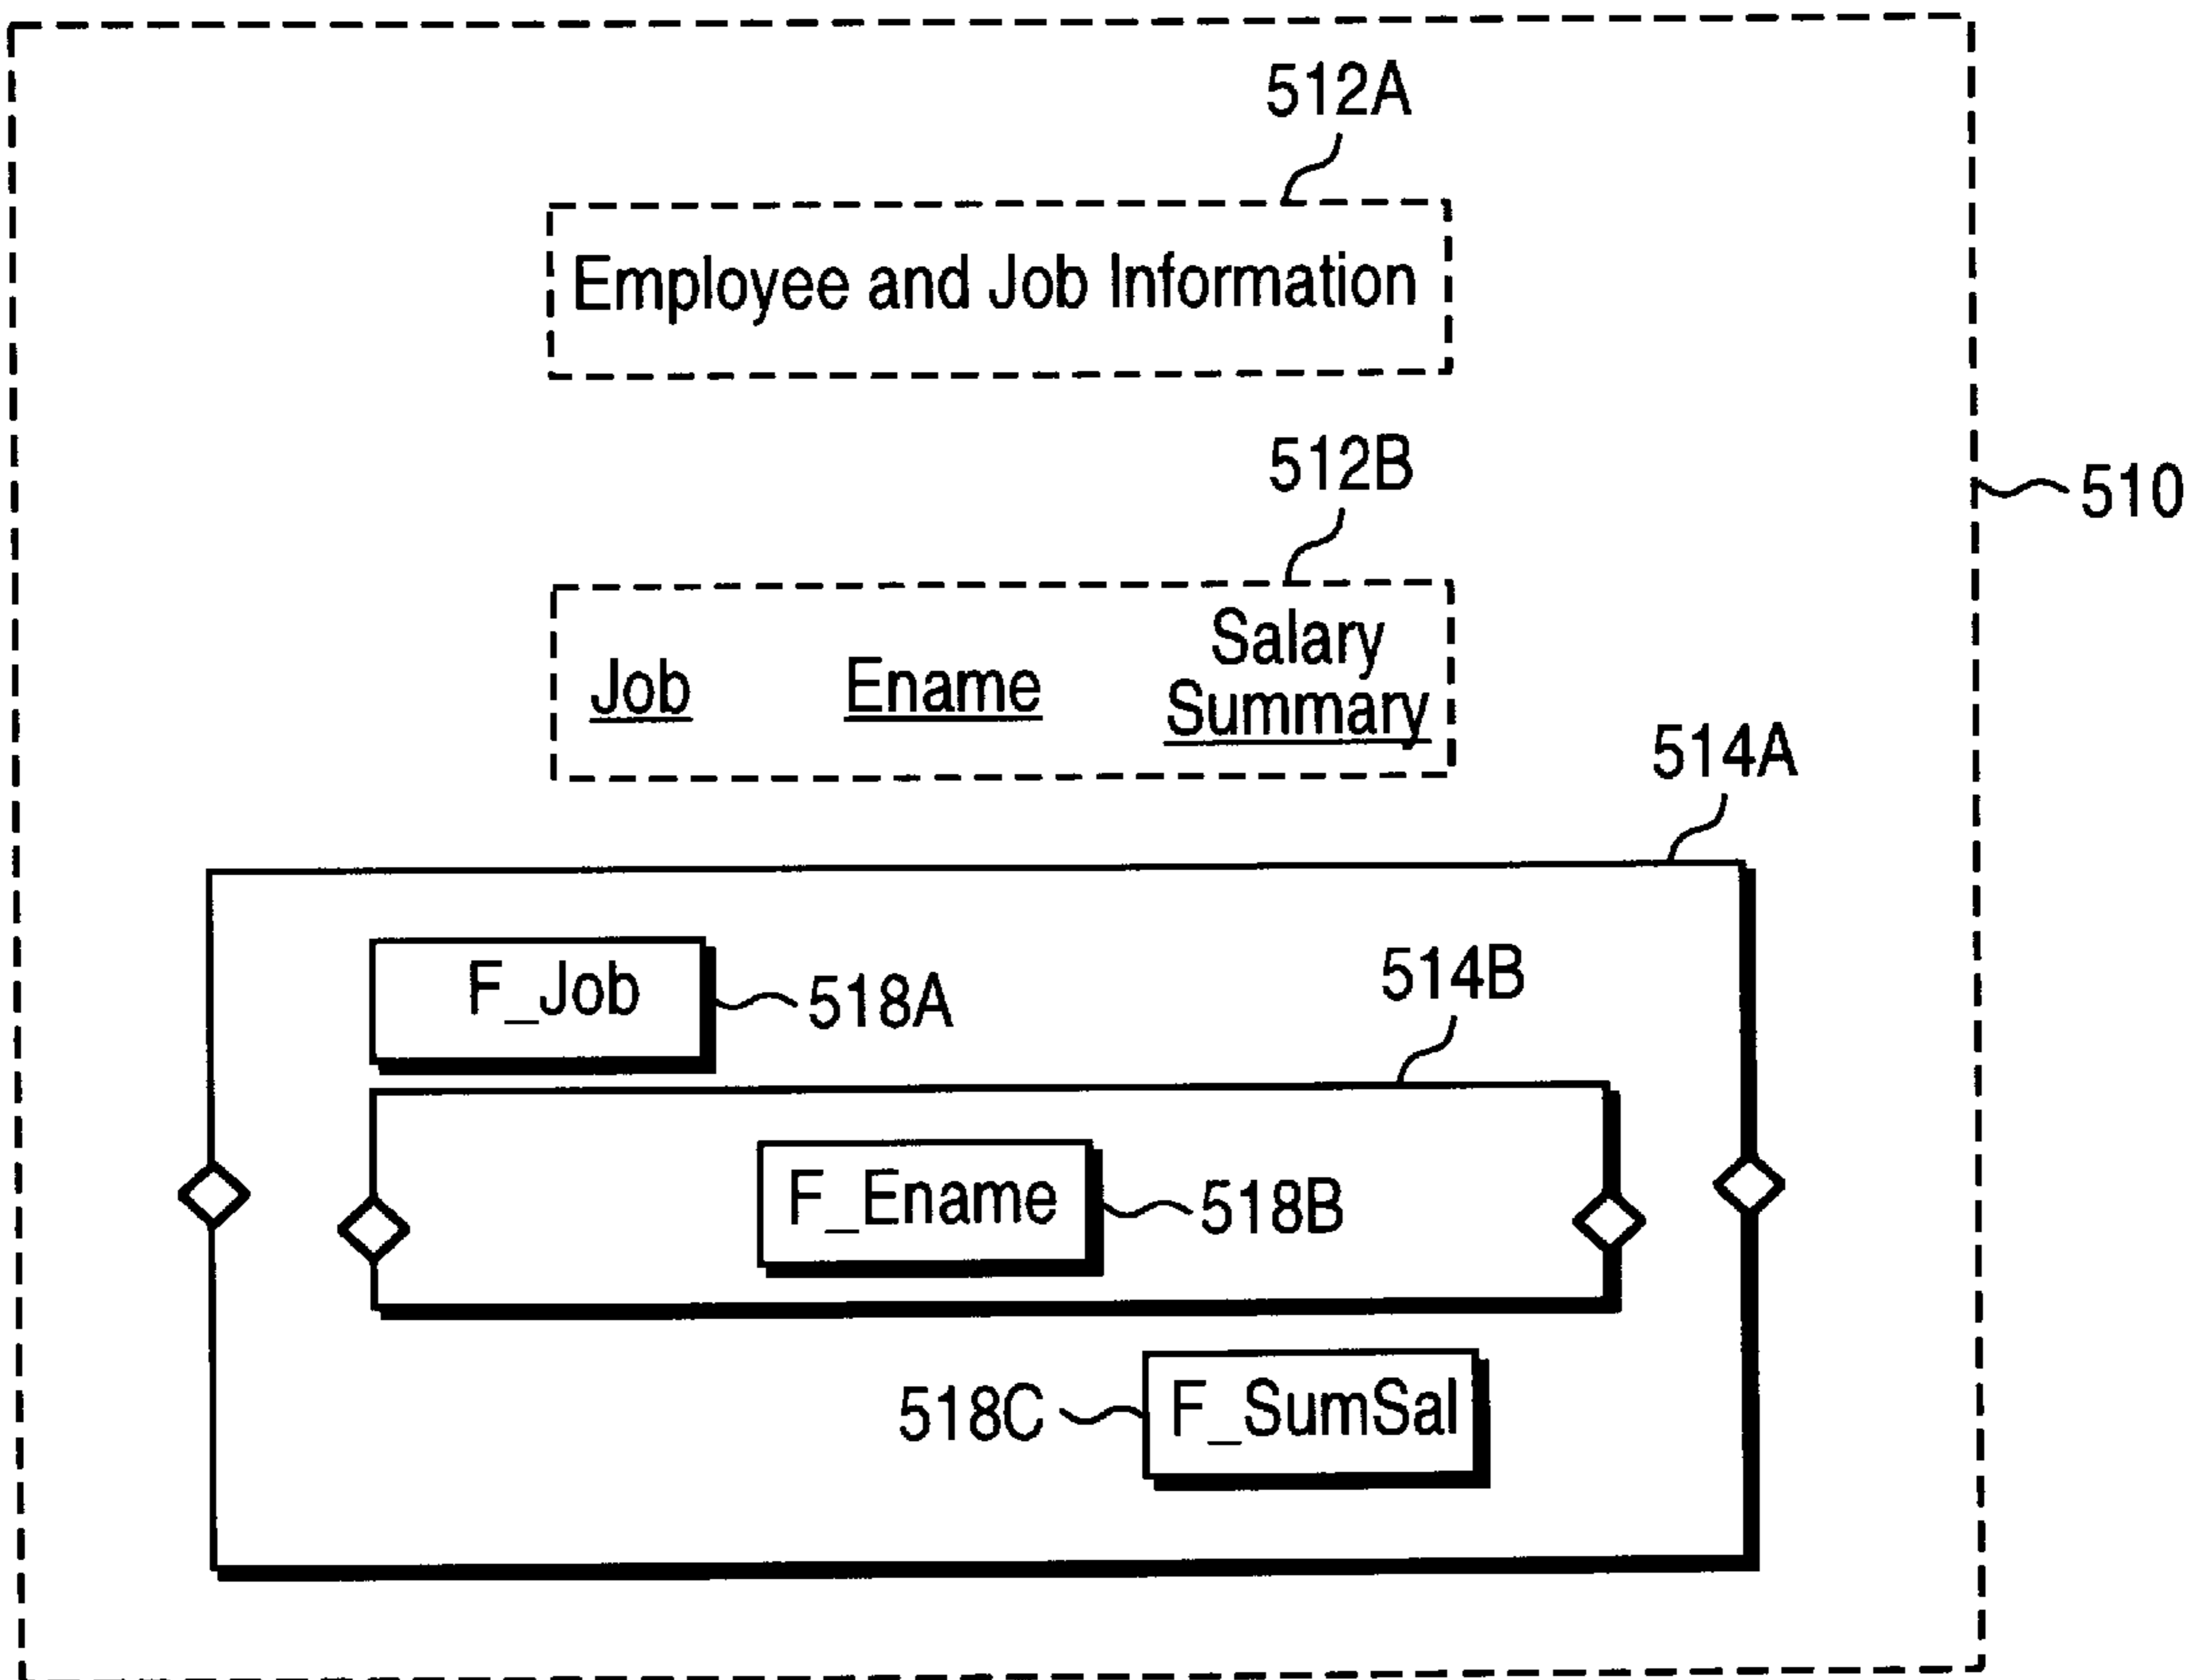 512A
Employee and Job Information
512B
510
Salary
Job Ename Summary
514A
514B
F_Job 518A
F_Ename 518B
518C F_SumSal